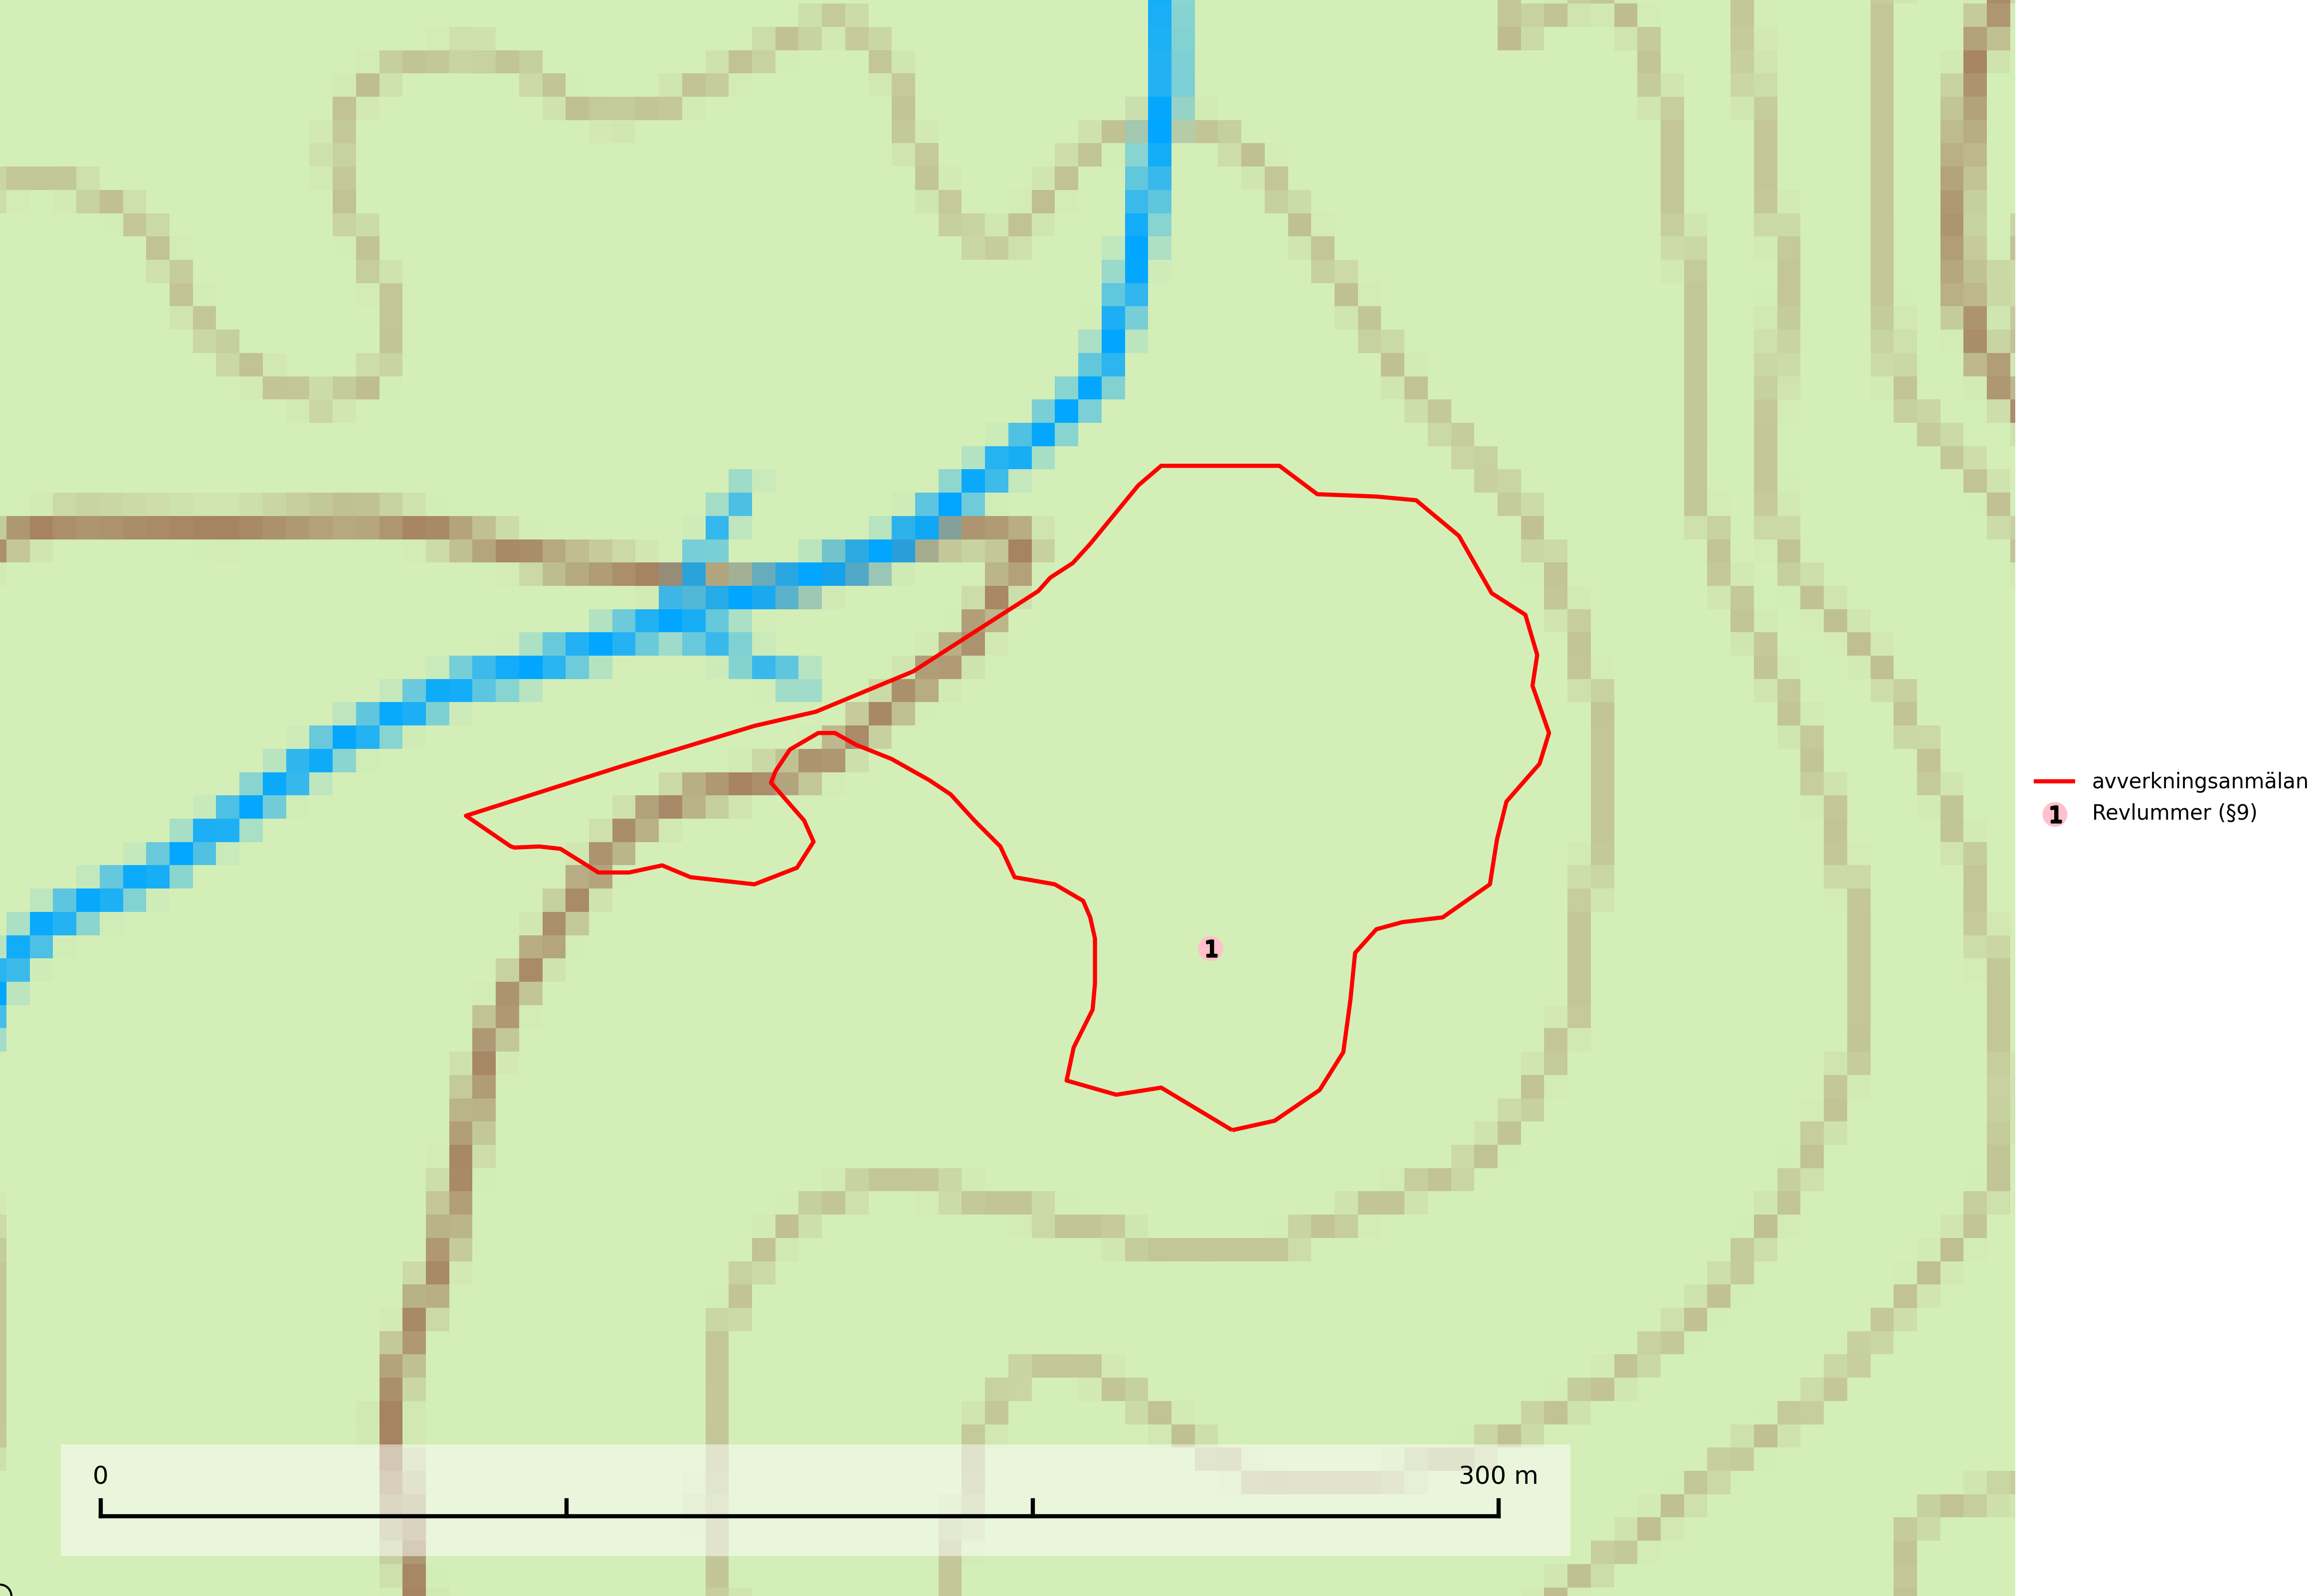 1
avverkningsanmälan
1 Revlummer (§9)
0 300 m